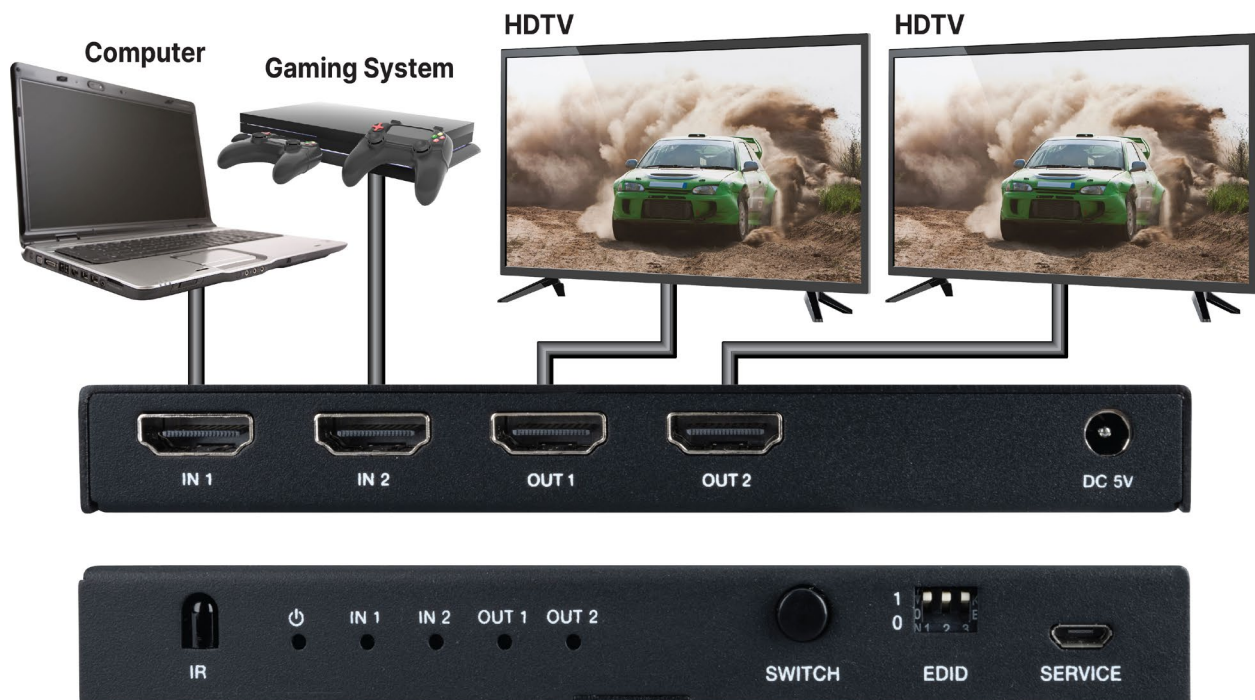 Computer
Gaming System
HDTV
HDTV
IN 1
IN 2
OUT 1
OUT 2
DC 5V
IR
IN 1
IN 2
OUT 1
OUT 2
SWITCH
1
0
1 2 3
EDID
SERVICE